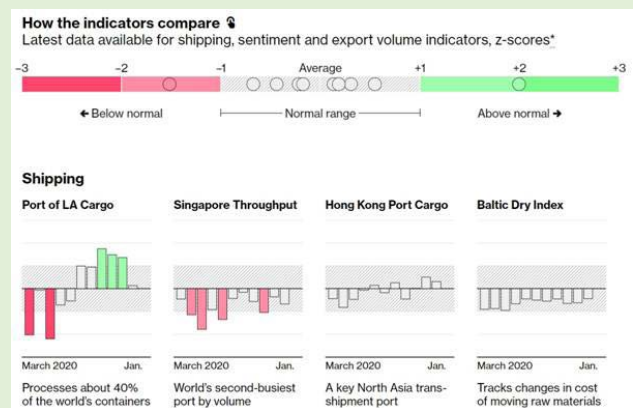 How the indicators compare
Latest data available for shipping, sentiment and export volume indicators, z-scores*
−3 −2 −1 Average +1 +2 +3
← Below normal Normal range Above normal →
Shipping
Port of LA Cargo Singapore Throughput Hong Kong Port Cargo Baltic Dry Index
March 2020 Jan. March 2020 Jan. March 2020 Jan. March 2020 Jan.
Processes about 40% World's second-busiest A key North Asia trans- Tracks changes in cost
of the world's containers port by volume shipment port of moving raw materials